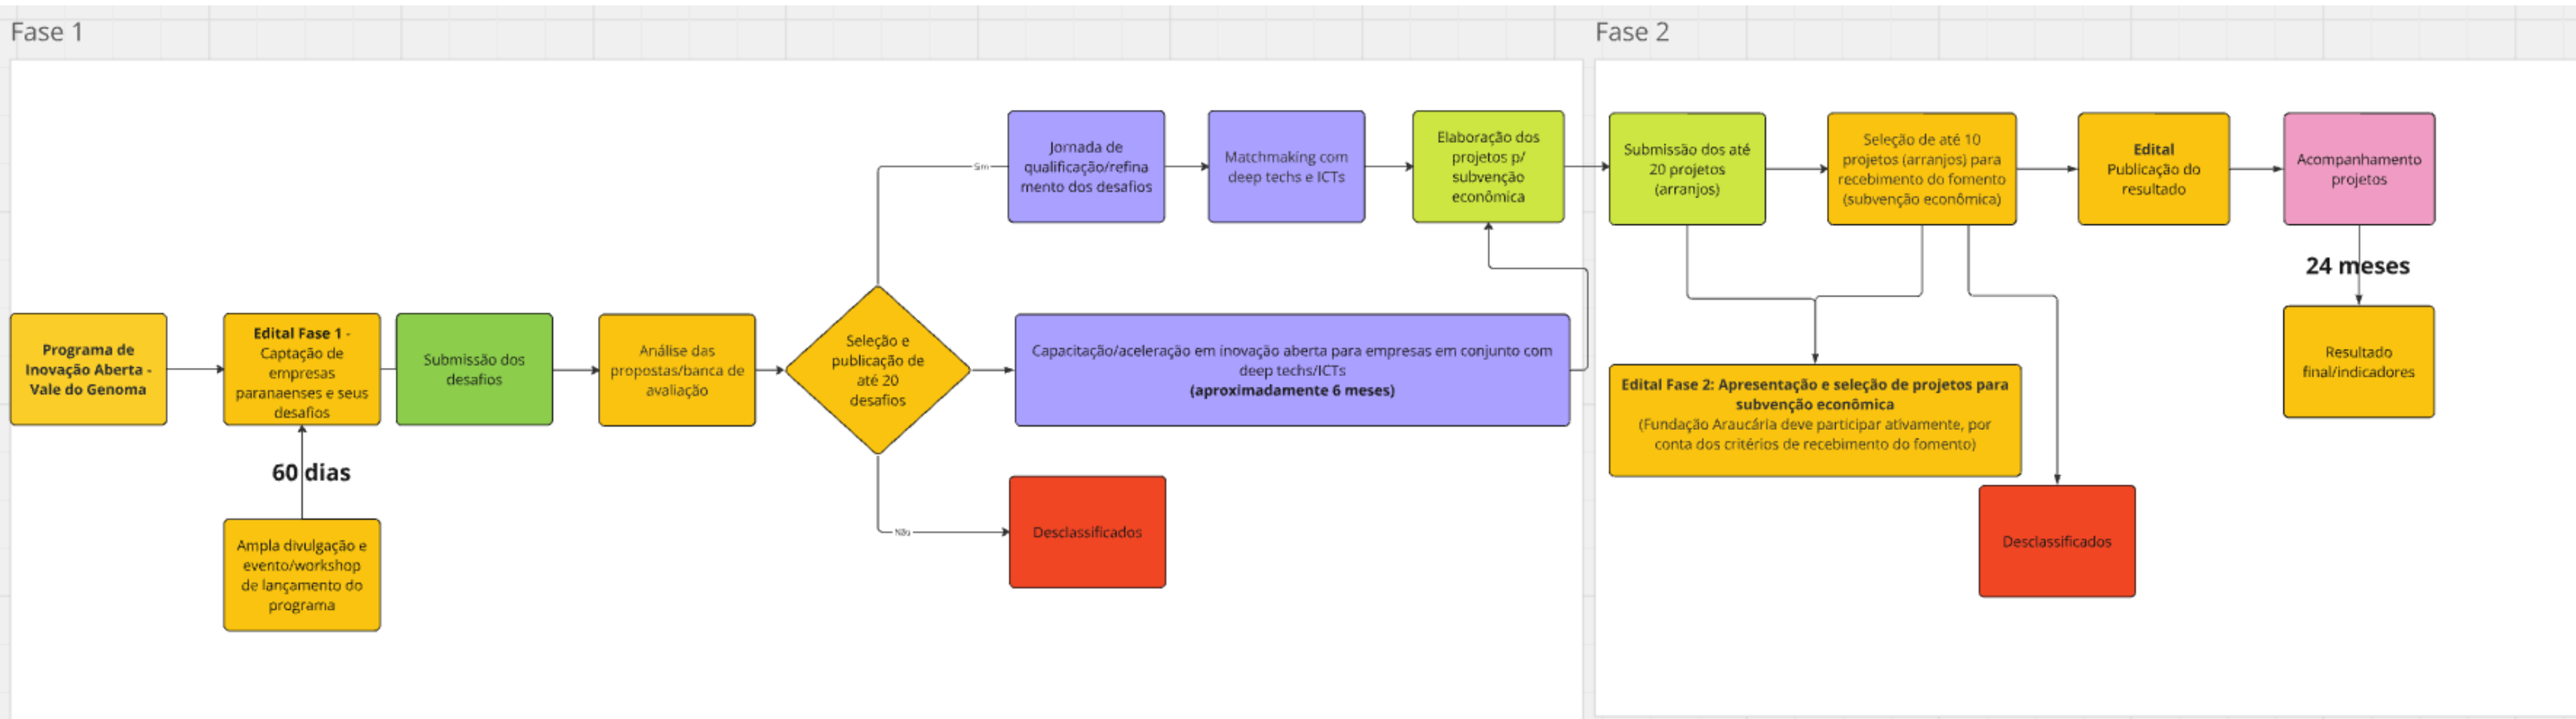 Fase 1
Programa de
Inovação Aberta -
Vale do Genoma
Edital Fase 1 -
Captação de
empresas
paranaenses e seus
desafios
60 dias
Ampla divulgação e
evento/workshop
de lançamento do
programa
Submissão dos
desafios
Análise das
propostas/banca de
avaliação
Seleção e
publicação de
até 20
desafios
Sim
Jornada de
qualificação/refina
mento dos desafios
Matchmaking com
deep techs e ICTs
Elaboração dos
projetos p/
subvenção
econômica
Capacitação/aceleração em inovação aberta para empresas em conjunto com
deep techs/ICTs
(aproximadamente 6 meses)
Não
Desclassificados
Fase 2
Submissão dos até
20 projetos
(arranjos)
Seleção de até 10
projetos (arranjos) para
recebimento do fomento
(subvenção econômica)
Edital
Publicação do
resultado
Acompanhamento
projetos
24 meses
Resultado
final/indicadores
Edital Fase 2: Apresentação e seleção de projetos para
subvenção econômica
(Fundação Araucária deve participar ativamente, por
conta dos critérios de recebimento do fomento)
Desclassificados